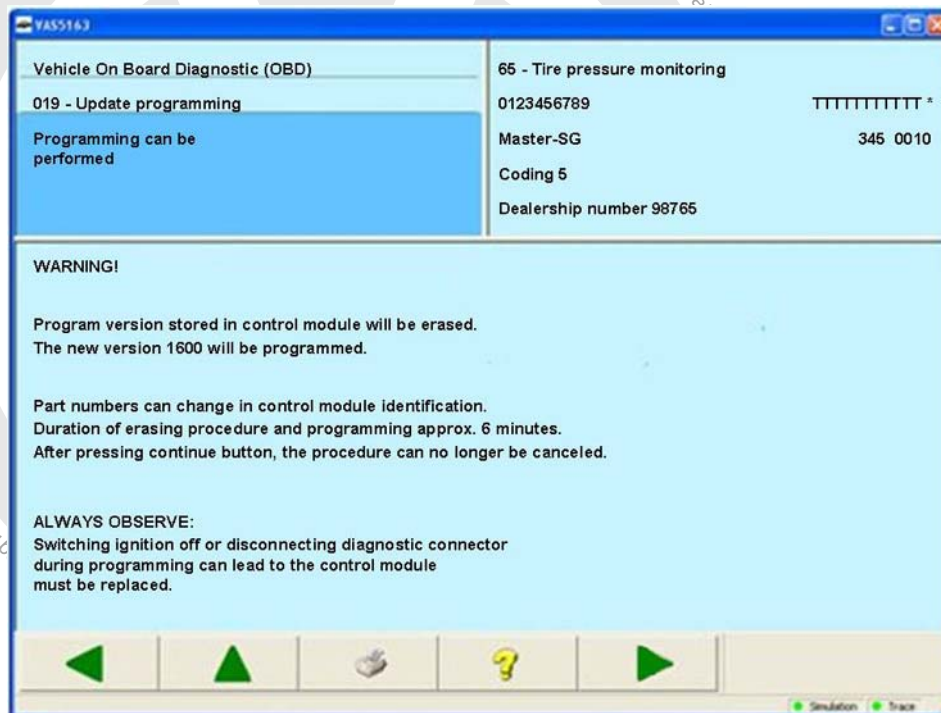 VAS5163
Vehicle On Board Diagnostic (OBD)
019 - Update programming
Programming can be
performed
65 - Tire pressure monitoring
0123456789 TTTTTTTTTTT *
Master-SG 345 0010
Coding 5
Dealership number 98765
WARNING!
Program version stored in control module will be erased.
The new version 1600 will be programmed.
Part numbers can change in control module identification.
Duration of erasing procedure and programming approx. 6 minutes.
After pressing continue button, the procedure can no longer be canceled.
ALWAYS OBSERVE:
Switching ignition off or disconnecting diagnostic connector
during programming can lead to the control module
must be replaced.
?
Simulation Trace